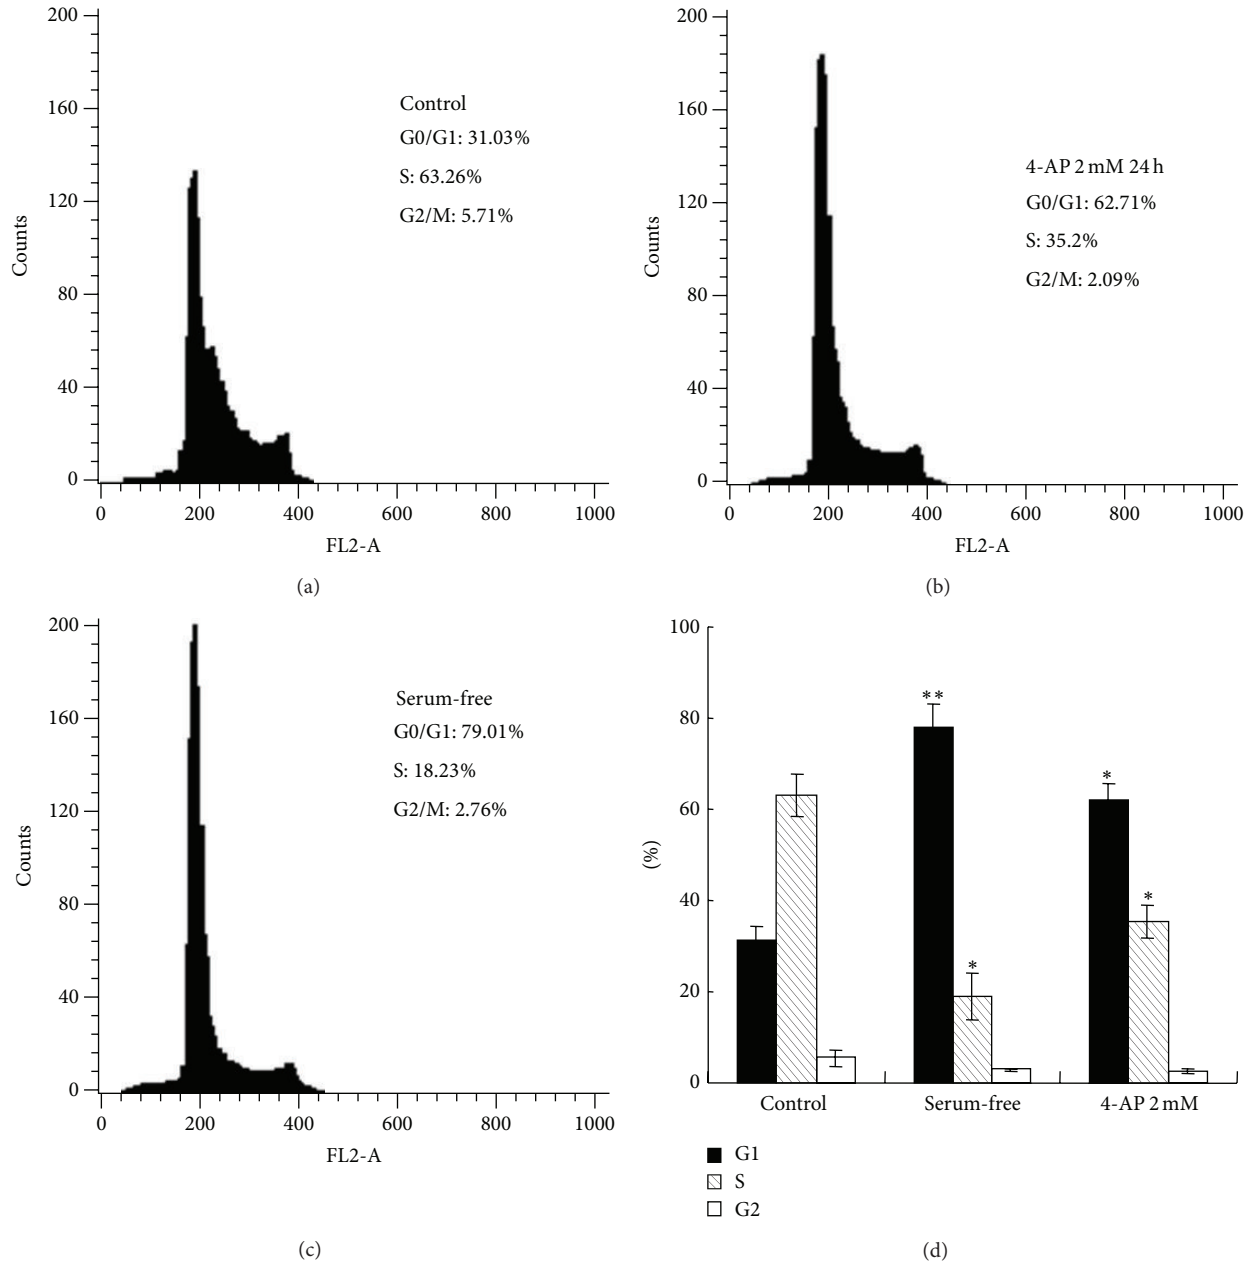 200
160
120
80
40
0
Counts
Control
G0/G1: 31.03%
S: 63.26%
G2/M: 5.71%
0 200 400 600 800 1000
FL2-A
(a)
200
160
120
80
40
0
Counts
4-AP 2 mM 24 h
G0/G1: 62.71%
S: 35.2%
G2/M: 2.09%
0 200 400 600 800 1000
FL2-A
(b)
200
160
120
80
40
0
Counts
Serum-free
G0/G1: 79.01%
S: 18.23%
G2/M: 2.76%
0 200 400 600 800 1000
FL2-A
(c)
100
80
60
40
20
0
(%)
**
*
*
*
Control Serum-free 4-AP 2 mM
G1
S
G2
(d)